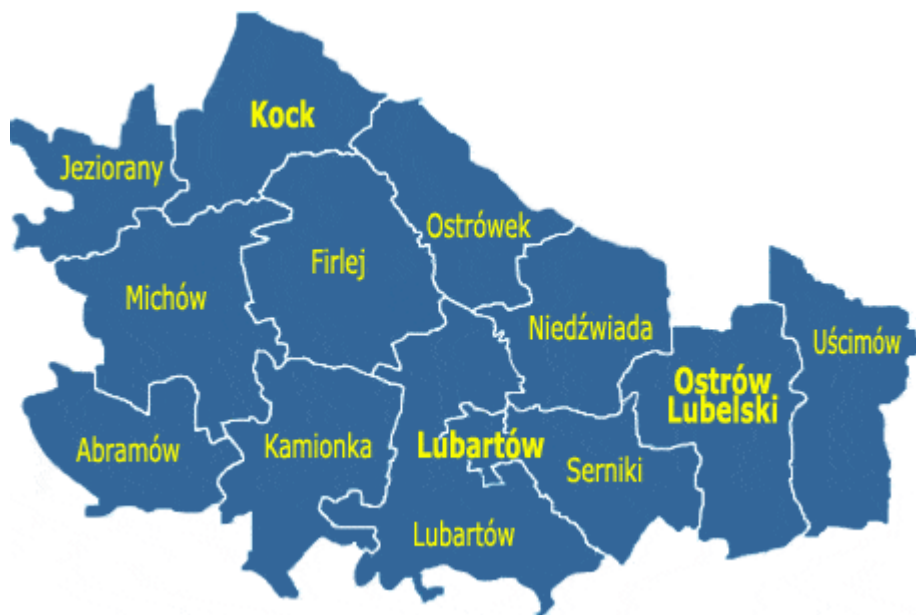 Kock
Jeziorany
Ostrówek
Firlej
Michów
Niedźwiada
Uścimów
Ostrów
Lubelski
Abramów
Kamionka
Lubartów
Serniki
Lubartów